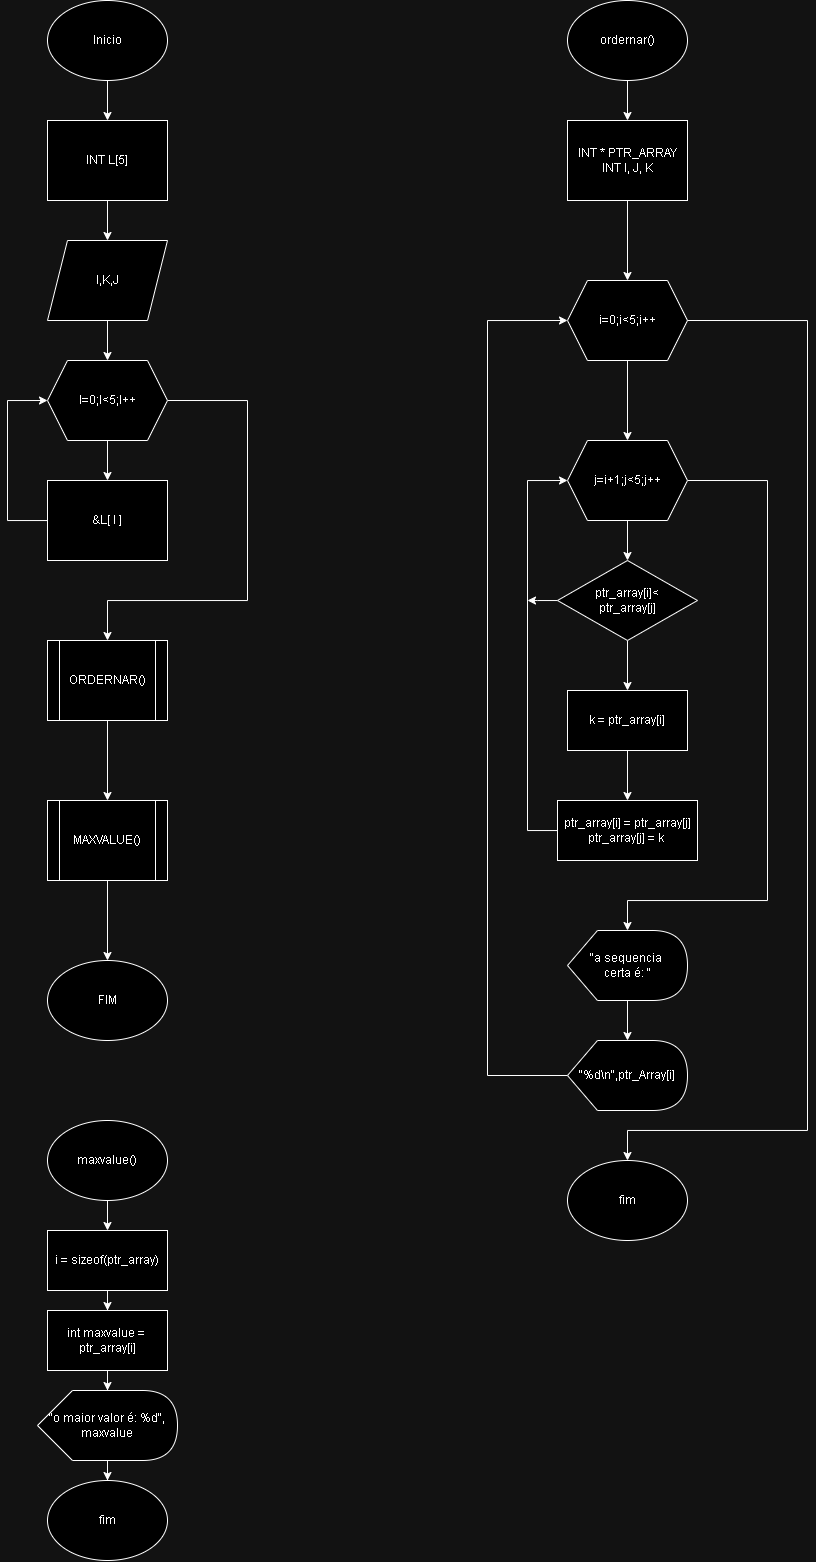 Inicio
INT L[5]
I,K,J
I=0;I<5;I++
&L[ I ]
ORDERNAR()
MAXVALUE()
FIM
maxvalue()
i = sizeof(ptr_array)
int maxvalue =
ptr_array[i]
"o maior valor é: %d",
maxvalue
fim
ordernar()
INT * PTR_ARRAY
INT I, J, K
i=0;i<5;i++
j=i+1;j<5;j++
ptr_array[i]<
ptr_array[j]
k = ptr_array[i]
ptr_array[i] = ptr_array[j]
ptr_array[j] = k
"a sequencia
certa é: "
"%d\n",ptr_Array[i]
fim